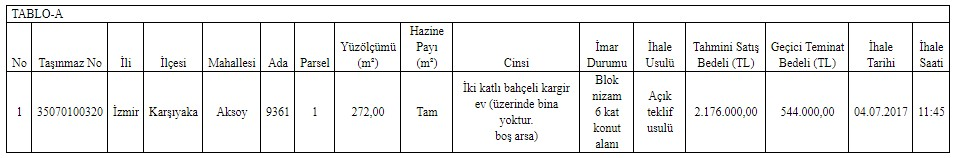 TABLO-A
No Taşınmaz No İli İlçesi Mahallesi Ada Parsel Yüzölçümü (m²) Hazine Payı (m²) Cinsi İmar Durumu İhale Usulü Tahmini Satış Bedeli (TL) Geçici Teminat Bedeli (TL) İhale Tarihi İhale Saati
1 35070100320 İzmir Karşıyaka Aksoy 9361 1 272,00 Tam İki katlı bahçeli kargir ev (üzerinde bina yoktur. boş arsa) Blok nizam 6 kat konut alanı Açık teklif usulü 2.176.000,00 544.000,00 04.07.2017 11:45